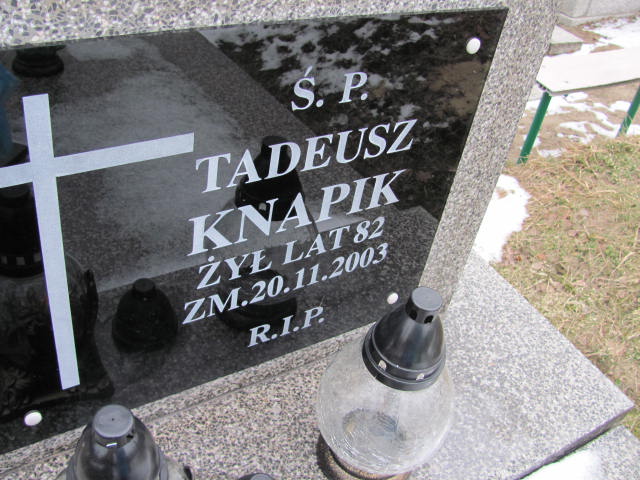 Ś. P.
TADEUSZ
KNAPIK
ŻYŁ LAT 82
ZM.20.11.2003
R.I.P.